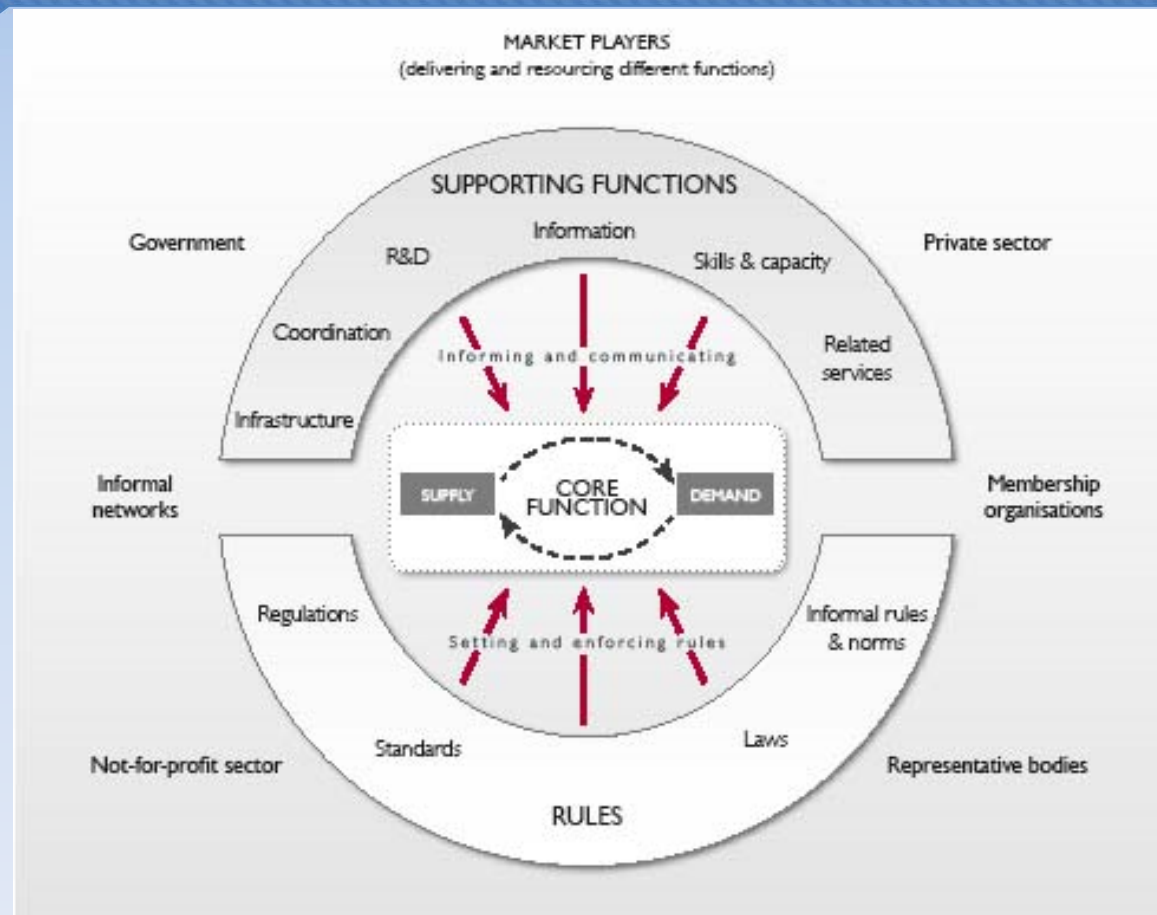 MARKET PLAYERS
(delivering and resourcing different functions)
SUPPORTING FUNCTIONS
Information
Government
Private sector
R&D
Skills & capacity
Coordination
Related
services
Informing and communicating
Infrastructure
Informal
networks
SUPPLY
CORE
FUNCTION
DEMAND
Membership
organisations
Regulations
Informal rules
& norms
Setting and enforcing rules
Standards
Laws
Not-for-profit sector
Representative bodies
RULES